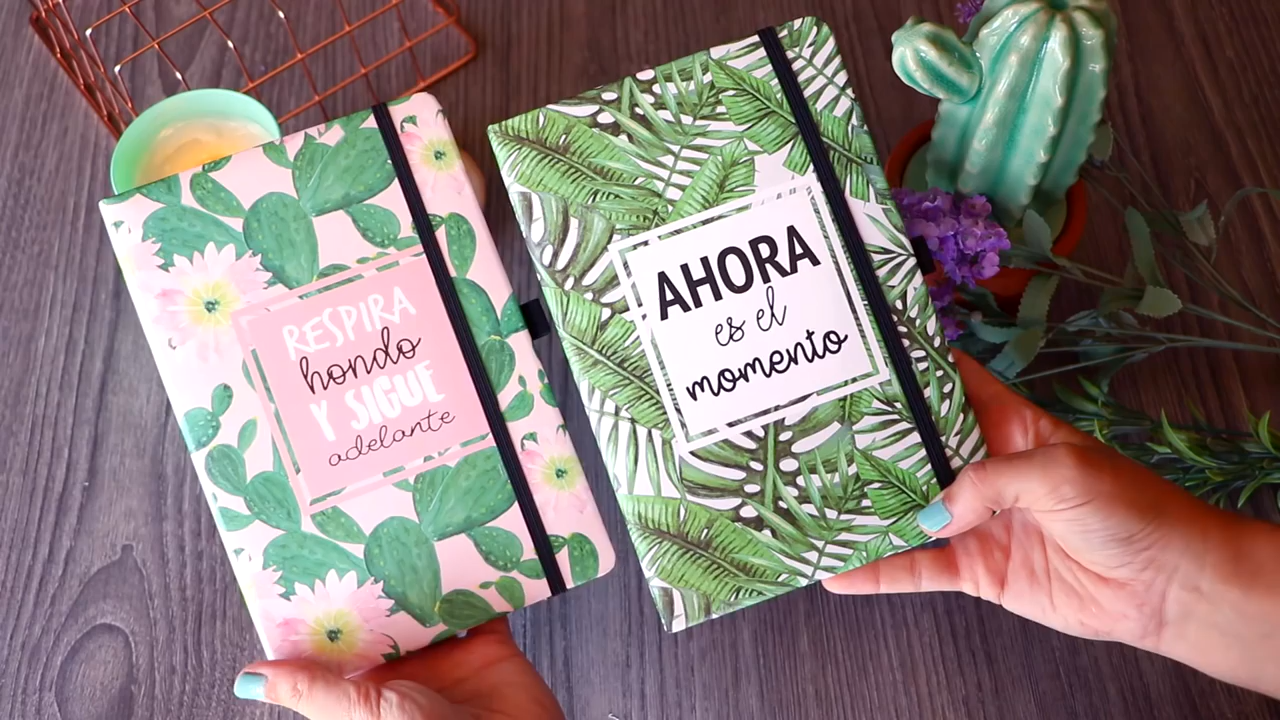 RESPIRA
hondo
Y SIGUE
adelante
AHORA
es el
momento